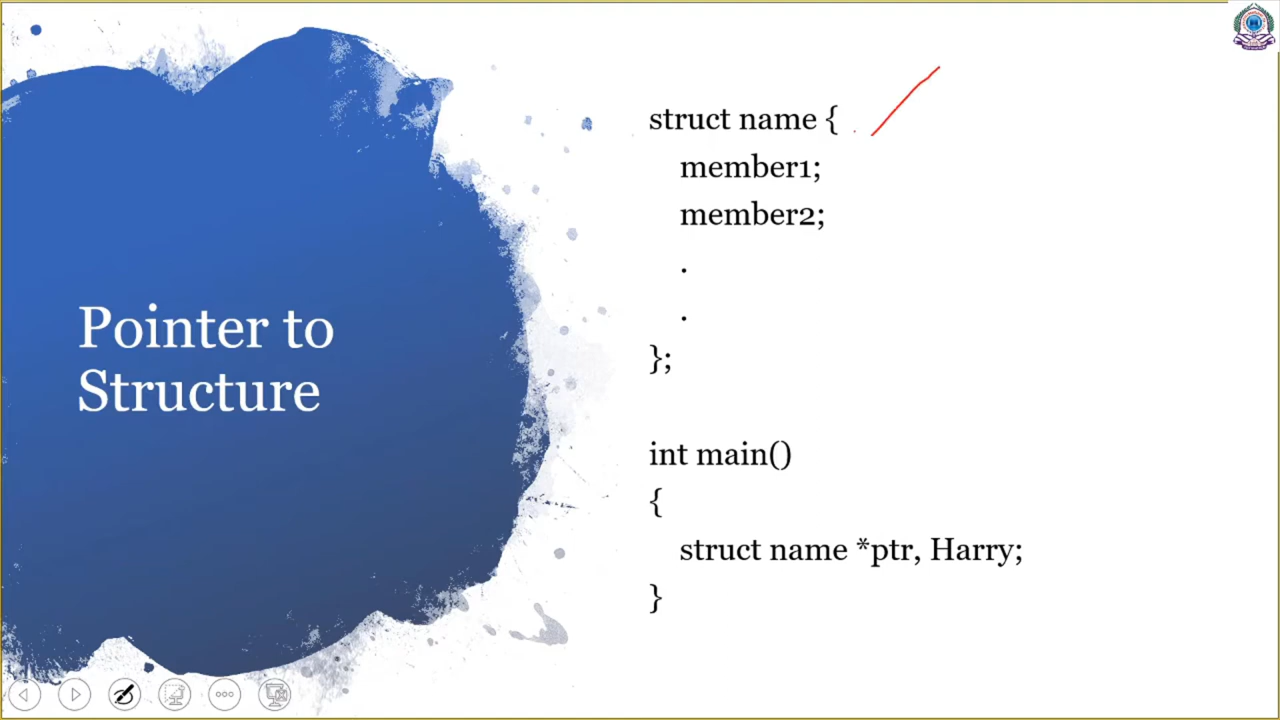 Pointer to
Structure
struct name {
member1;
member2;
.
.
};
int main()
{
struct name *ptr, Harry;
}